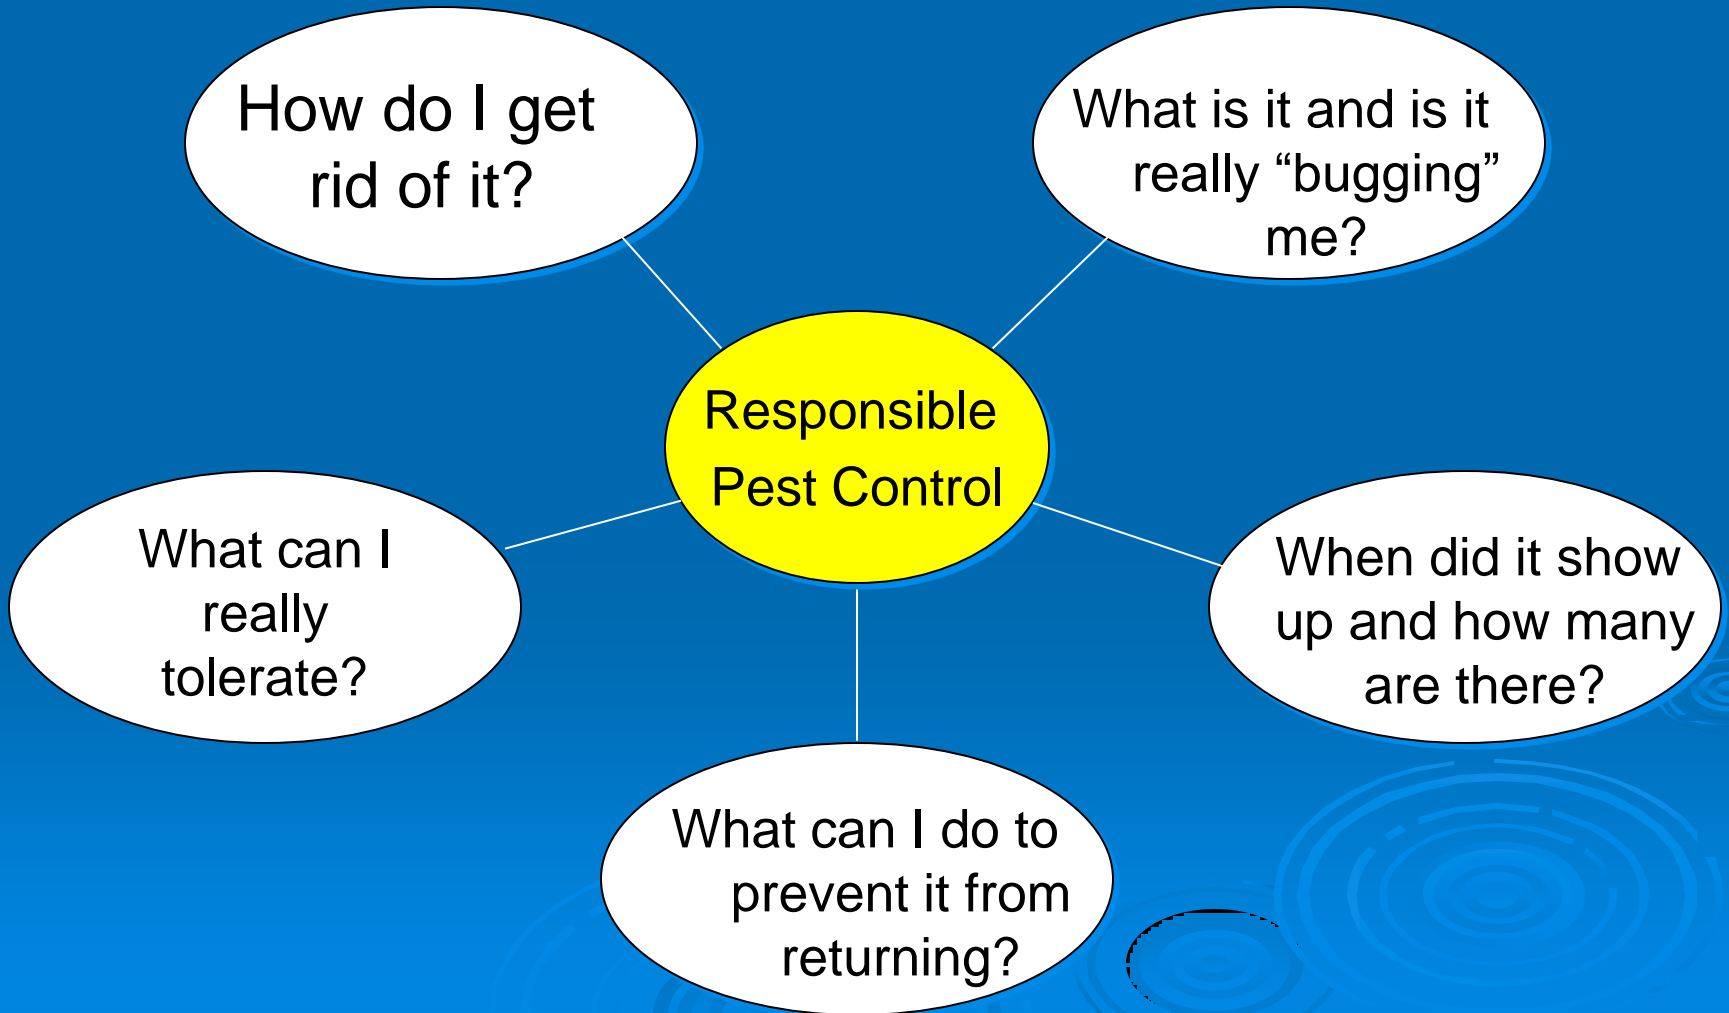 How do I get
rid of it?
What is it and is it
really “bugging”
me?
Responsible
Pest Control
What can I
really
tolerate?
When did it show
up and how many
are there?
What can I do to
prevent it from
returning?